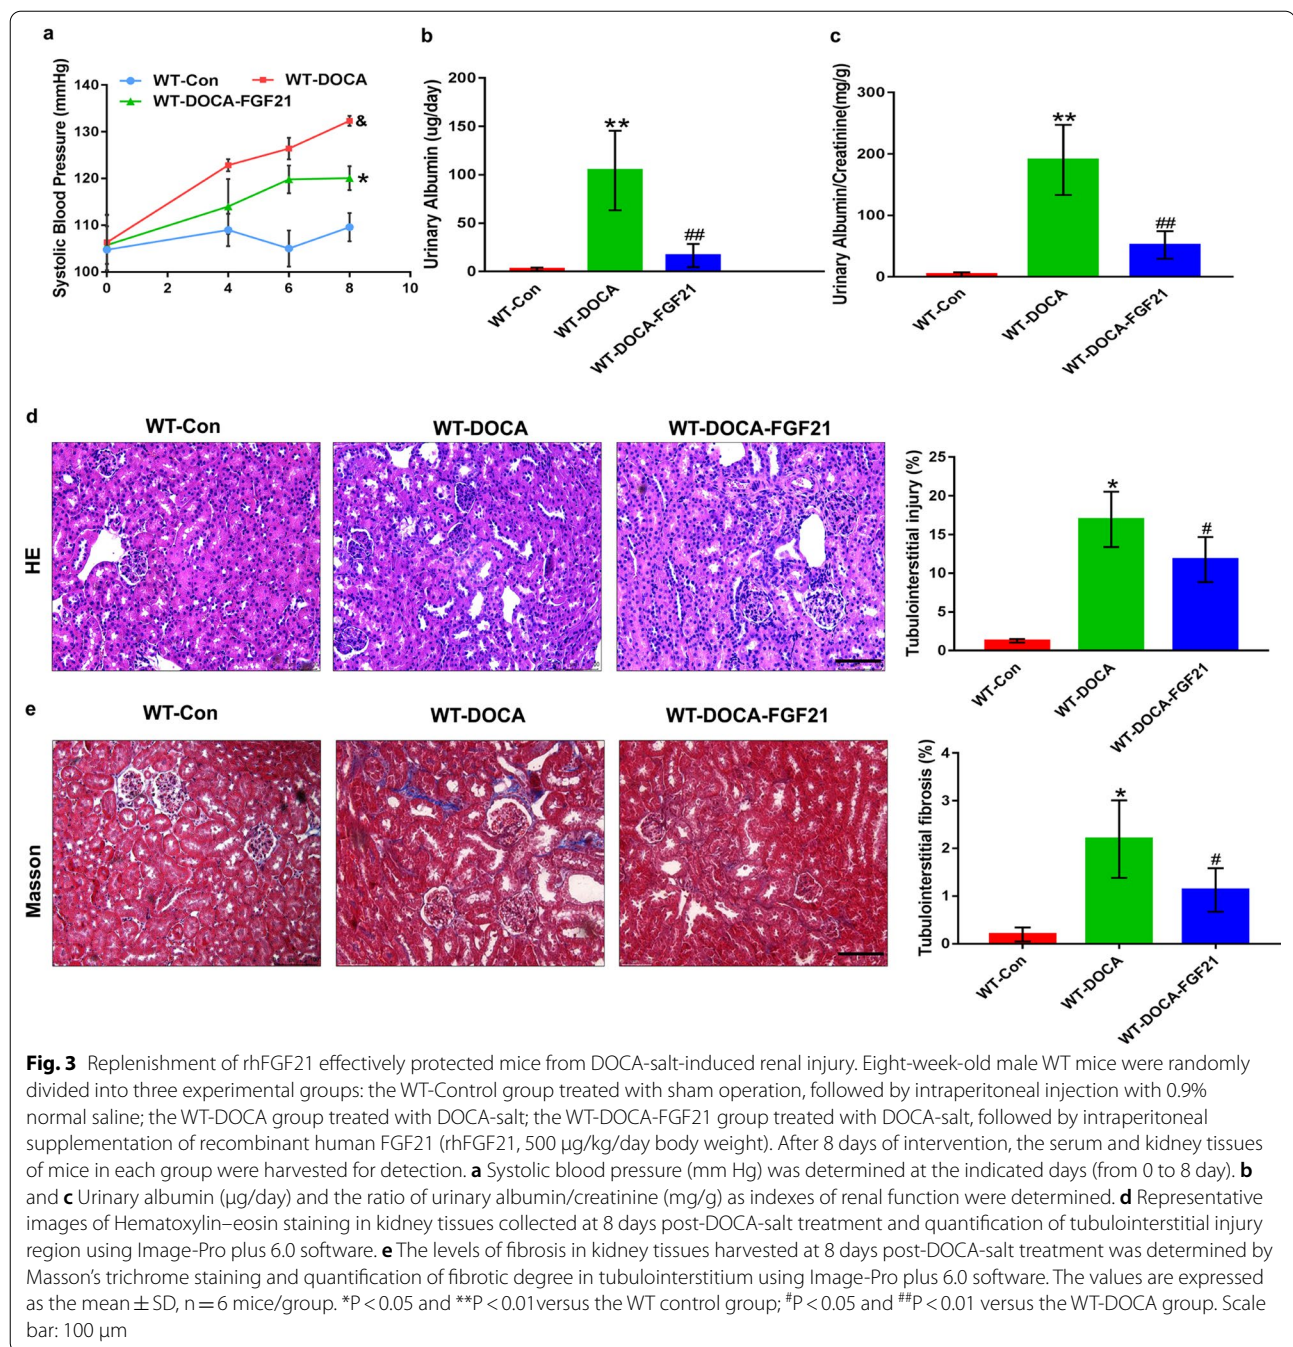 a
WT-Con
WT-DOCA
WT-DOCA-FGF21
Systolic Blood Pressure (mmHg)
140
130
120
110
100
0
2
4
6
8
10
&
*
b
Urinary Albumin (ug/day)
200
150
100
50
0
**
##
WT-Con
WT-DOCA
WT-DOCA-FGF21
c
Urinary Albumin/Creatinine(mg/g)
300
200
100
0
**
##
WT-Con
WT-DOCA
WT-DOCA-FGF21
d
WT-Con
WT-DOCA
WT-DOCA-FGF21
HE
Tubulointerstitial injury (%)
25
20
15
10
5
0
*
#
WT-Con
WT-DOCA
WT-DOCA-FGF21
e
WT-Con
WT-DOCA
WT-DOCA-FGF21
Masson
Tubulointerstitial fibrosis (%)
4
3
2
1
0
*
#
WT-Con
WT-DOCA
WT-DOCA-FGF21
Fig. 3 Replenishment of rhFGF21 effectively protected mice from DOCA-salt-induced renal injury. Eight-week-old male WT mice were randomly
divided into three experimental groups: the WT-Control group treated with sham operation, followed by intraperitoneal injection with 0.9%
normal saline; the WT-DOCA group treated with DOCA-salt; the WT-DOCA-FGF21 group treated with DOCA-salt, followed by intraperitoneal
supplementation of recombinant human FGF21 (rhFGF21, 500 µg/kg/day body weight). After 8 days of intervention, the serum and kidney tissues
of mice in each group were harvested for detection. a Systolic blood pressure (mm Hg) was determined at the indicated days (from 0 to 8 day). b
and c Urinary albumin (µg/day) and the ratio of urinary albumin/creatinine (mg/g) as indexes of renal function were determined. d Representative
images of Hematoxylin–eosin staining in kidney tissues collected at 8 days post-DOCA-salt treatment and quantification of tubulointerstitial injury
region using Image-Pro plus 6.0 software. e The levels of fibrosis in kidney tissues harvested at 8 days post-DOCA-salt treatment was determined by
Masson's trichrome staining and quantification of fibrotic degree in tubulointerstitium using Image-Pro plus 6.0 software. The values are expressed
as the mean ± SD, n = 6 mice/group. *P < 0.05 and **P < 0.01versus the WT control group; #P < 0.05 and ##P < 0.01 versus the WT-DOCA group. Scale
bar: 100 µm